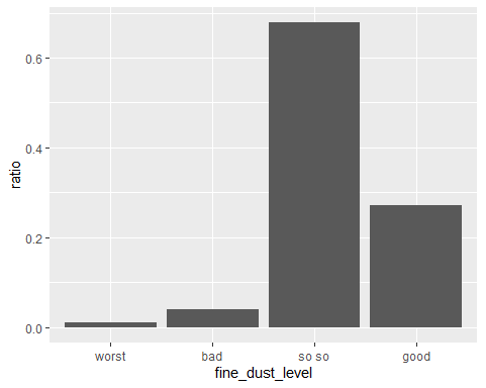 0.6
0.4
0.2
0.0
ratio
worst bad so so good
fine_dust_level